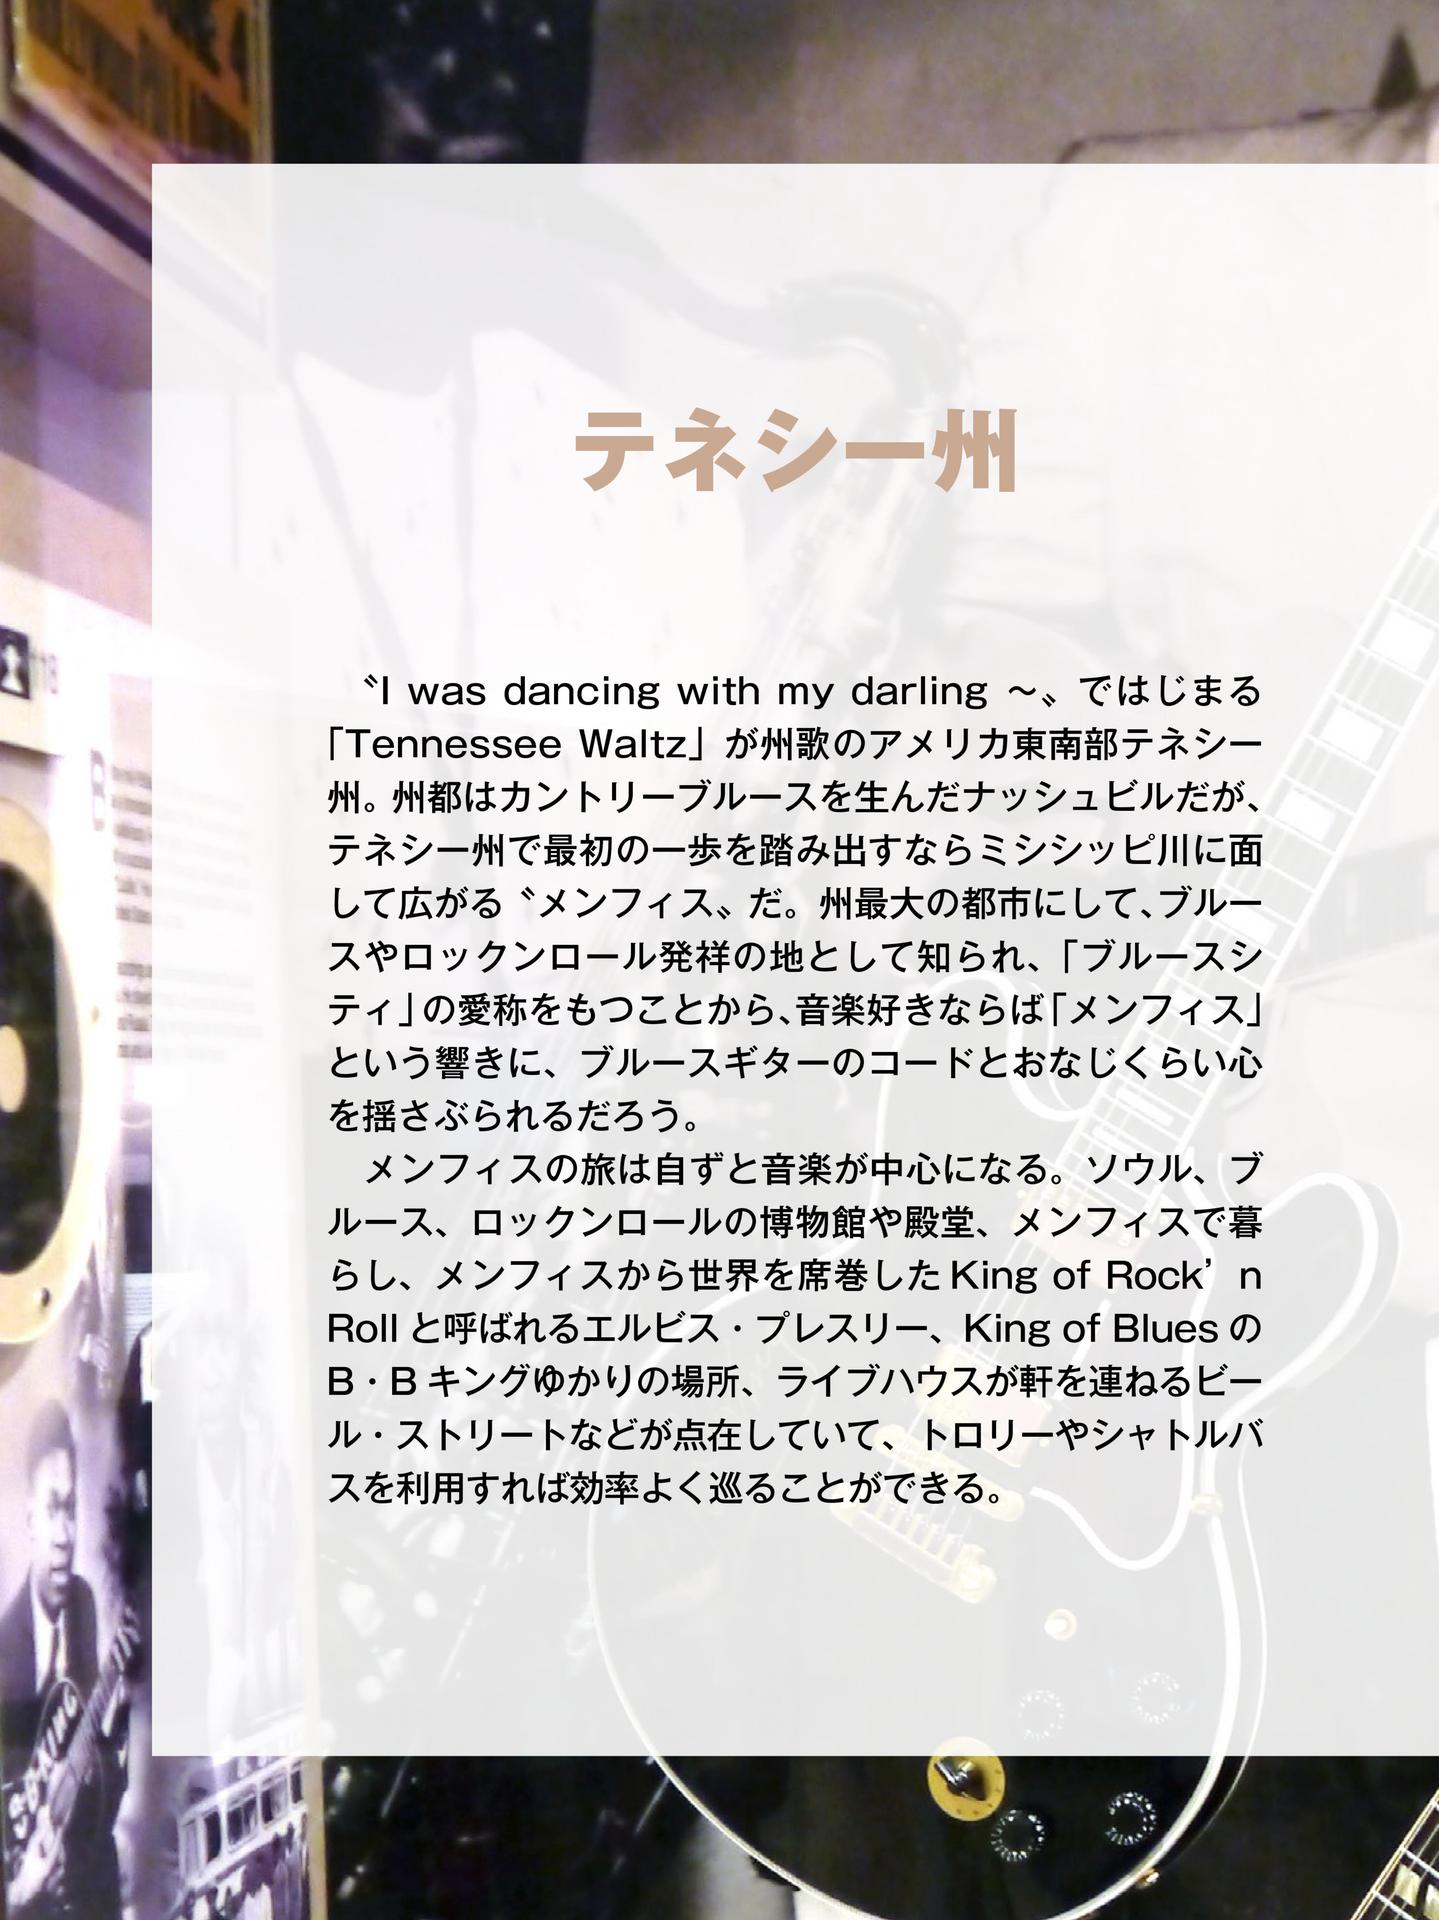 テネシー州
〝I was dancing with my darling ～〟ではじまる
「Tennessee Waltz」が州歌のアメリカ東南部テネシー
州。州都はカントリーブルースを生んだナッシュビルだが、
テネシー州で最初の一歩を踏み出すならミシシッピ川に面
して広がる〝メンフィス〟だ。州最大の都市にして、ブルー
スやロックンロール発祥の地として知られ、「ブルースシ
ティ」の愛称をもつことから、音楽好きならば「メンフィス」
という響きに、ブルースギターのコードとおなじくらい心
を揺さぶられるだろう。
メンフィスの旅は自ずと音楽が中心になる。ソウル、ブ
ルース、ロックンロールの博物館や殿堂、メンフィスで暮
らし、メンフィスから世界を席巻したKing of Rock’n
Rollと呼ばれるエルビス・プレスリー、King of Bluesの
B・Bキングゆかりの場所、ライブハウスが軒を連ねるビー
ル・ストリートなどが点在していて、トロリーやシャトルバ
スを利用すれば効率よく巡ることができる。